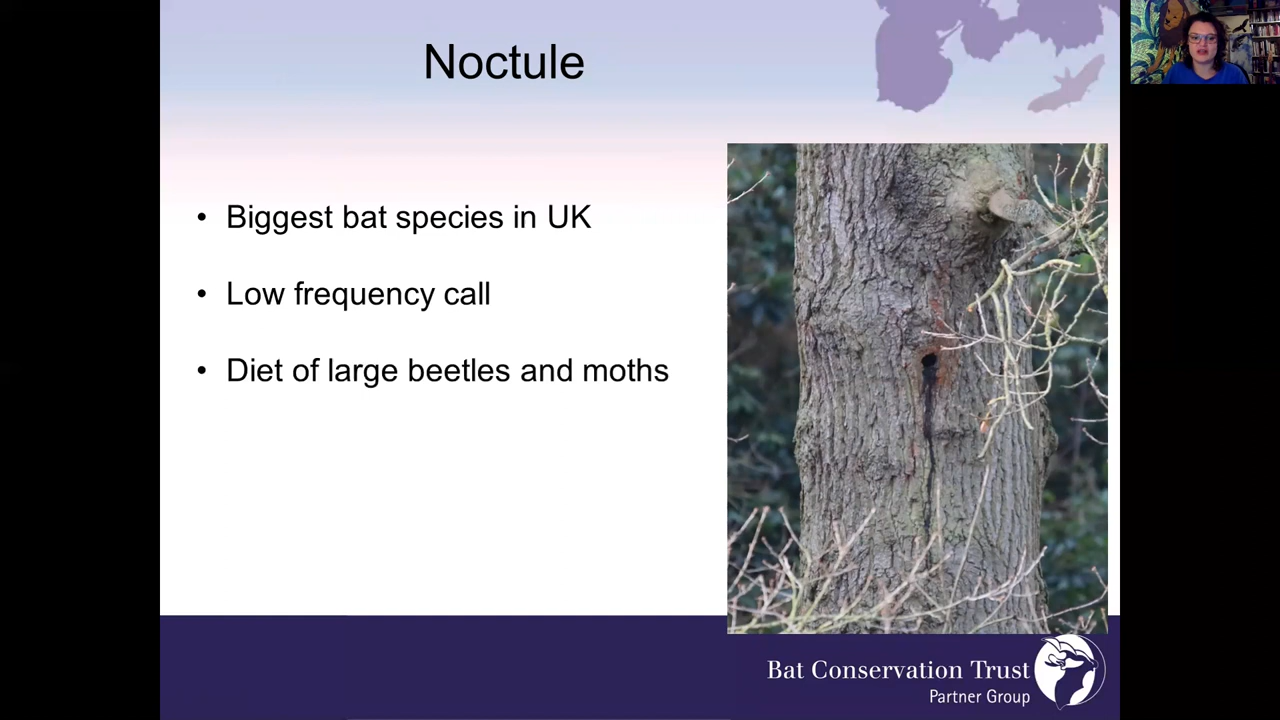 Noctule
• Biggest bat species in UK
• Low frequency call
• Diet of large beetles and moths
Bat Conservation Trust
Partner Group